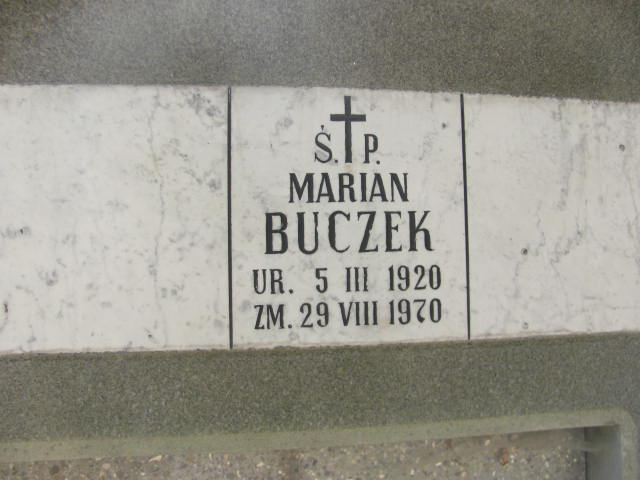 Ś. P.
MARIAN
BUCZEK
UR. 5 III 1920
ZM. 29 VIII 1970